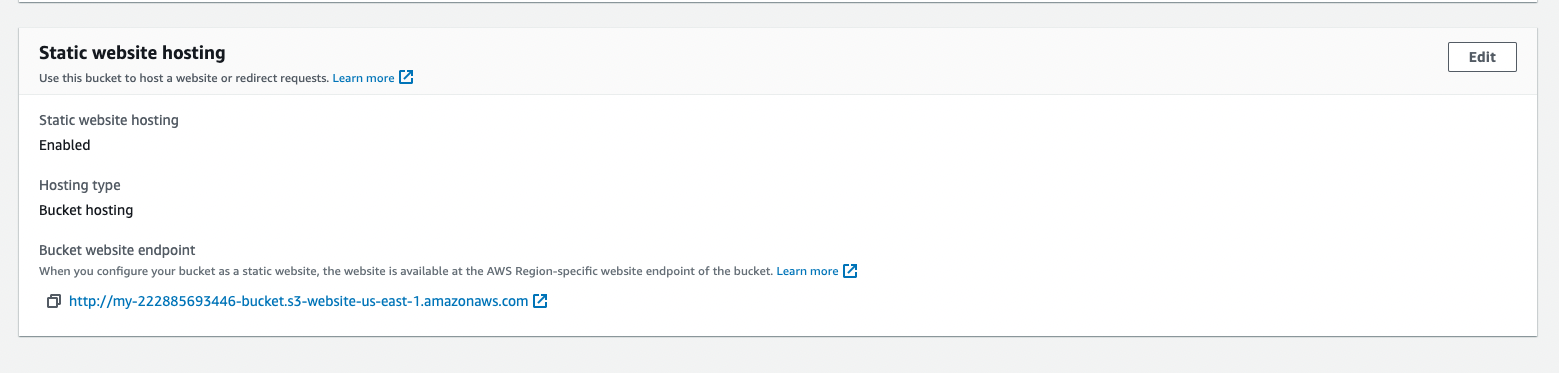 Static website hosting
Edit
Use this bucket to host a website or redirect requests. Learn more
Static website hosting
Enabled
Hosting type
Bucket hosting
Bucket website endpoint
When you configure your bucket as a static website, the website is available at the AWS Region-specific website endpoint of the bucket. Learn more
http://my-222885693446-bucket.s3-website-us-east-1.amazonaws.com